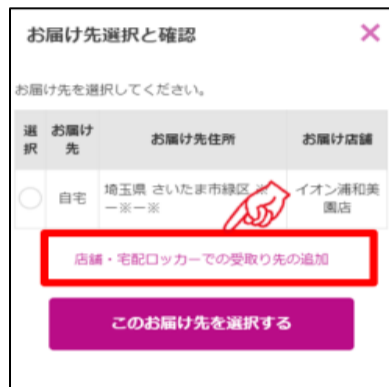 お届け先選択と確認
お届け先を選択してください。
選択 お届け先 お届け先住所 お届け店舗
自宅 埼玉県 さいたま市緑区 ※ー※ー※ イオン浦和美園店
店舗・宅配ロッカーでの受取り先の追加
このお届け先を選択する